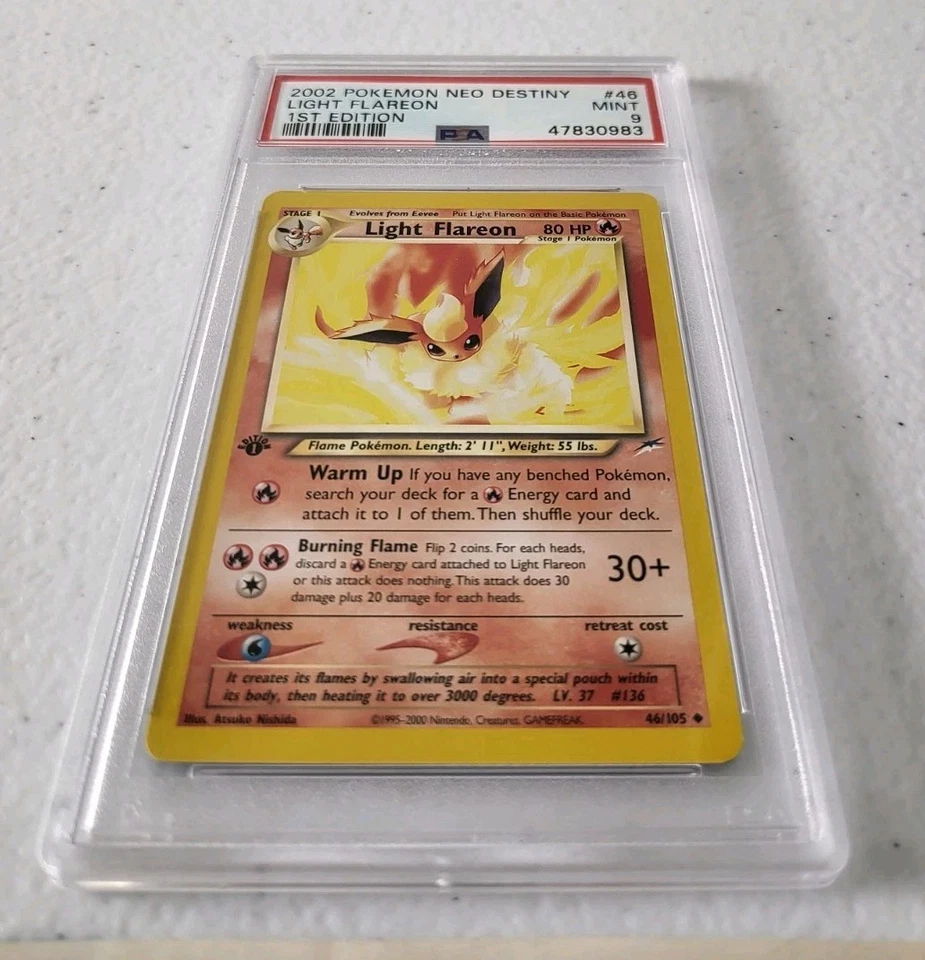 2002 POKEMON NEO DESTINY #46
LIGHT FLAREON MINT
1ST EDITION 9
PSA 47830983
STAGE 1 Evolves from Eevee Put Light Flareon on the Basic Pokémon
Light Flareon 80 HP
Stage 1 Pokémon
EDITION
1
Flame Pokémon. Length: 2' 11", Weight: 55 lbs.
Warm Up If you have any benched Pokémon,
search your deck for a Energy card and
attach it to 1 of them. Then shuffle your deck.
Burning Flame Flip 2 coins. For each heads,
discard a Energy card attached to Light Flareon
or this attack does nothing. This attack does 30
damage plus 20 damage for each heads.
30+
weakness resistance retreat cost
It creates its flames by swallowing air into a special pouch within
its body, then heating it to over 3000 degrees. LV. 37 #136
Illus. Atsuko Nishida ©1995-2000 Nintendo, Creatures, GAMEFREAK. 46/105